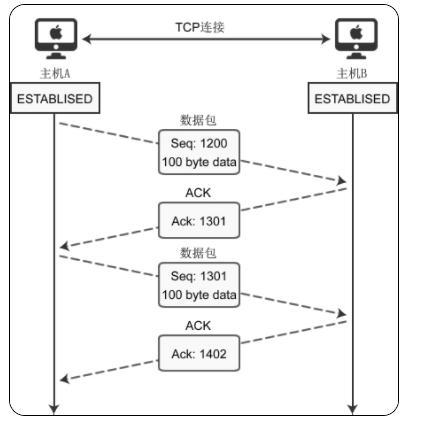 TCP连接
主机A
主机B
ESTABLISED
ESTABLISED
数据包
Seq: 1200
100 byte data
ACK
Ack: 1301
数据包
Seq: 1301
100 byte data
ACK
Ack: 1402